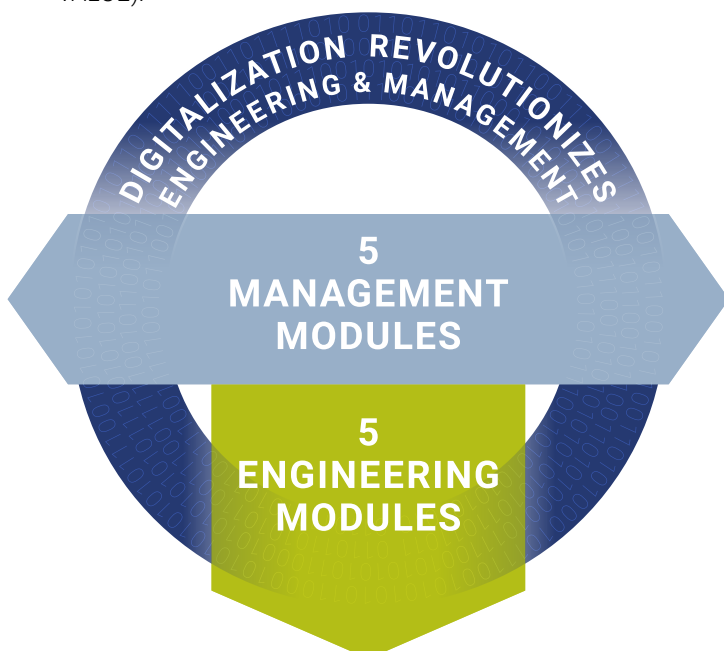 DIGITALIZATION REVOLUTIONIZES
ENGINEERING & MANAGEMENT
5
MANAGEMENT
MODULES
5
ENGINEERING
MODULES